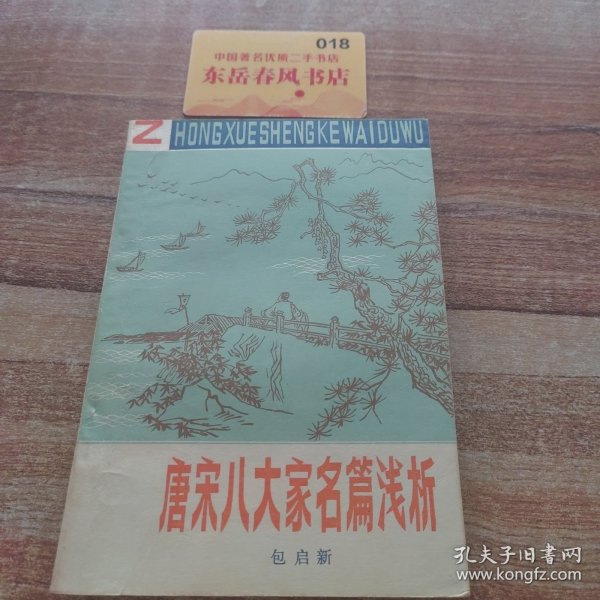 018
中国著名优质二手书店
东岳春风书店
ZHONGXUESHENGKEWAIDUWU
唐宋八大家名篇浅析
包启新
孔夫子旧书网
www.kongfz.com